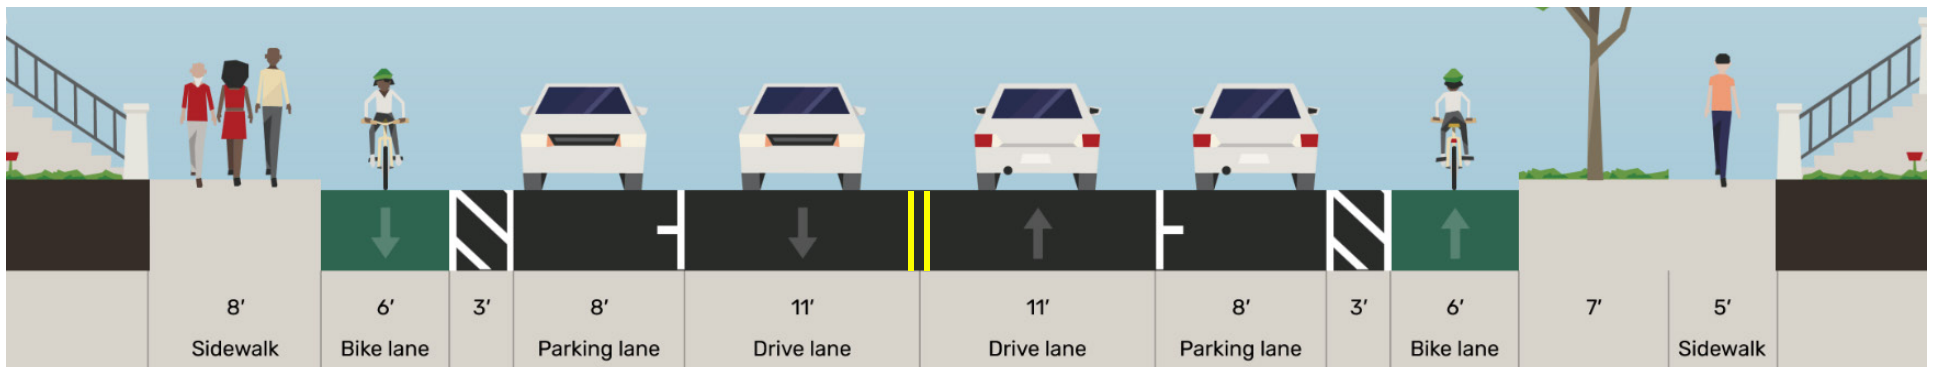 8′ 6′ 3′ 8′ 11′ 11′ 8′ 3′ 6′ 7′ 5′
Sidewalk Bike lane Parking lane Drive lane Drive lane Parking lane Bike lane Sidewalk